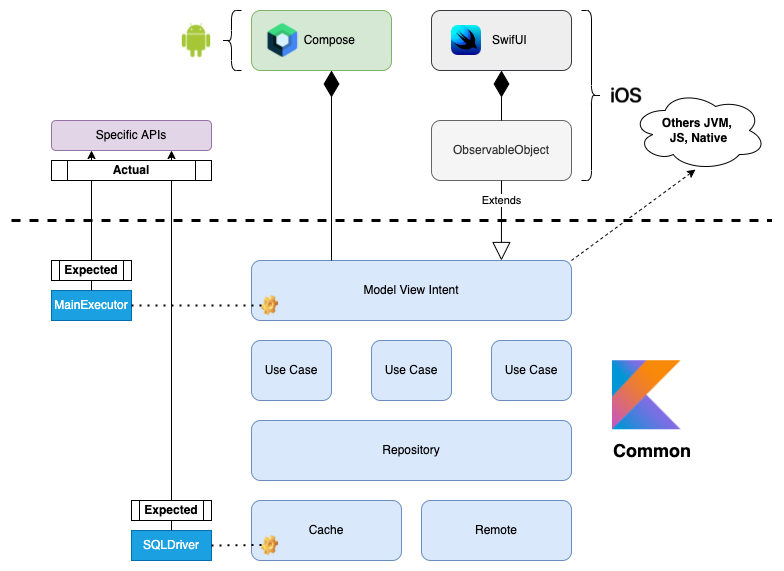 Compose
SwifUI
iOS
Others JVM,
JS, Native
Specific APIs
Actual
ObservableObject
Extends
Expected
MainExecutor
Model View Intent
Use Case
Use Case
Use Case
Repository
Common
Expected
SQLDriver
Cache
Remote